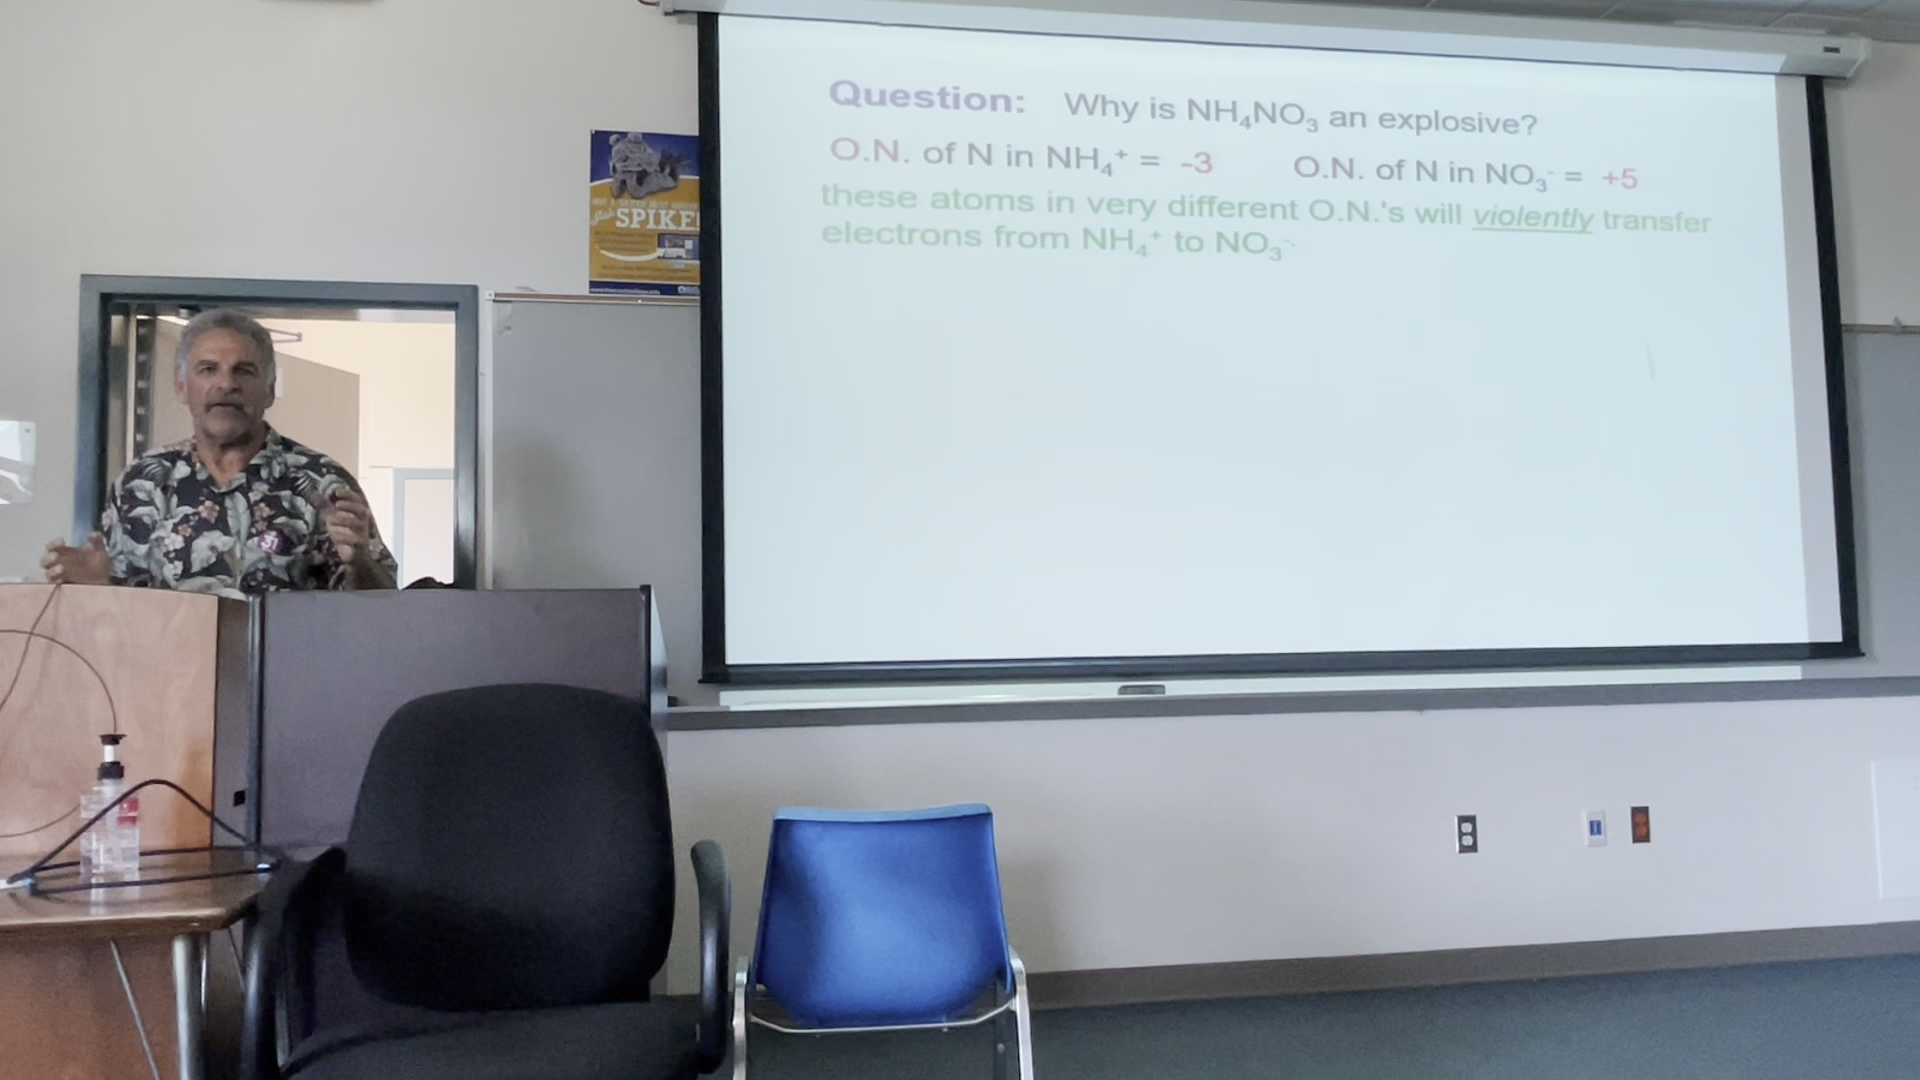 Question: Why is NH₄NO₃ an explosive?
O.N. of N in NH₄⁺ = -3 O.N. of N in NO₃⁻ = +5
these atoms in very different O.N.'s will violently transfer
electrons from NH₄⁺ to NO₃⁻
SPIKE
31